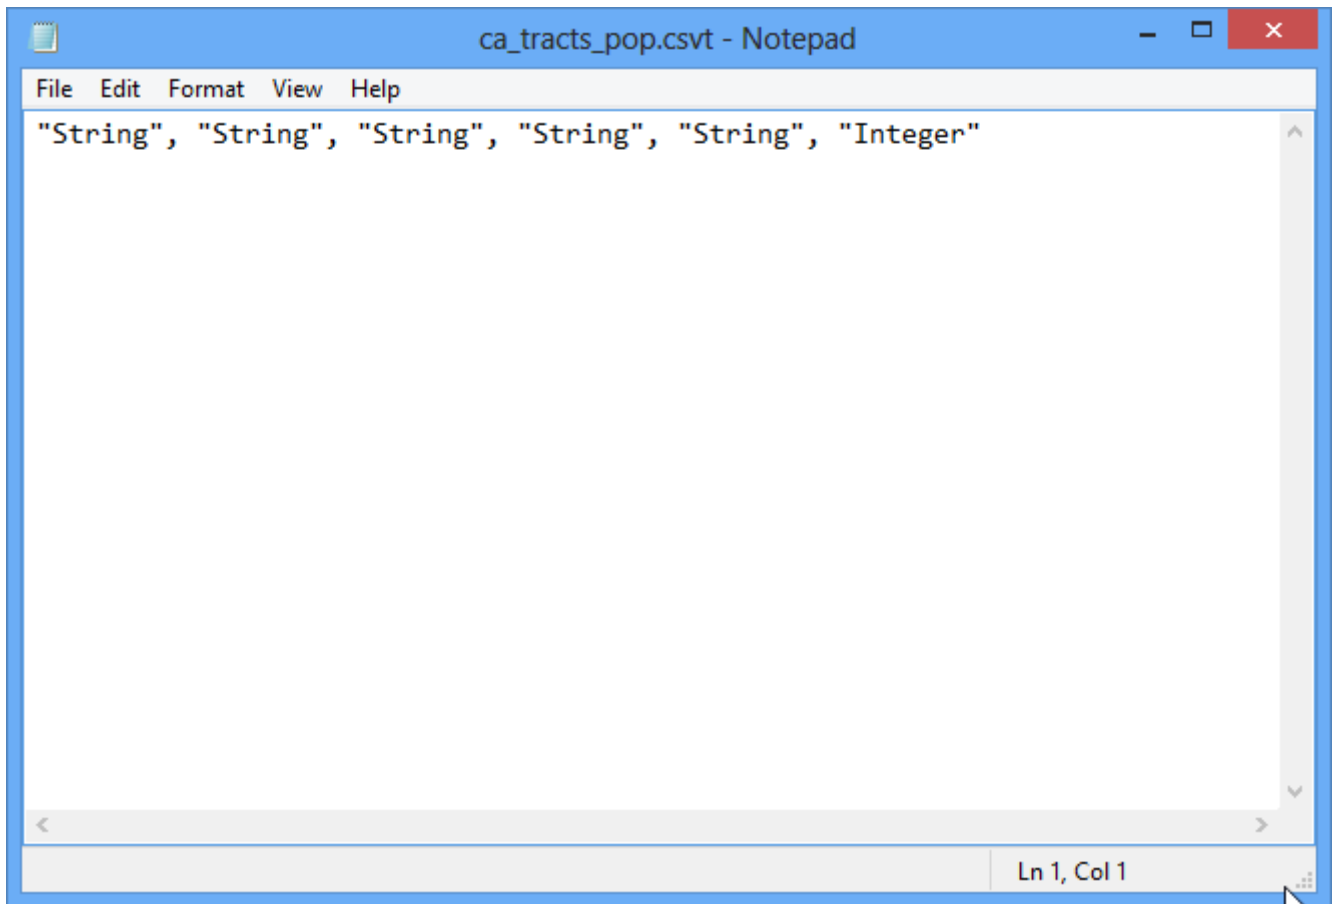 ca_tracts_pop.csvt - Notepad
File Edit Format View Help
"String", "String", "String", "String", "String", "Integer"
Ln 1, Col 1